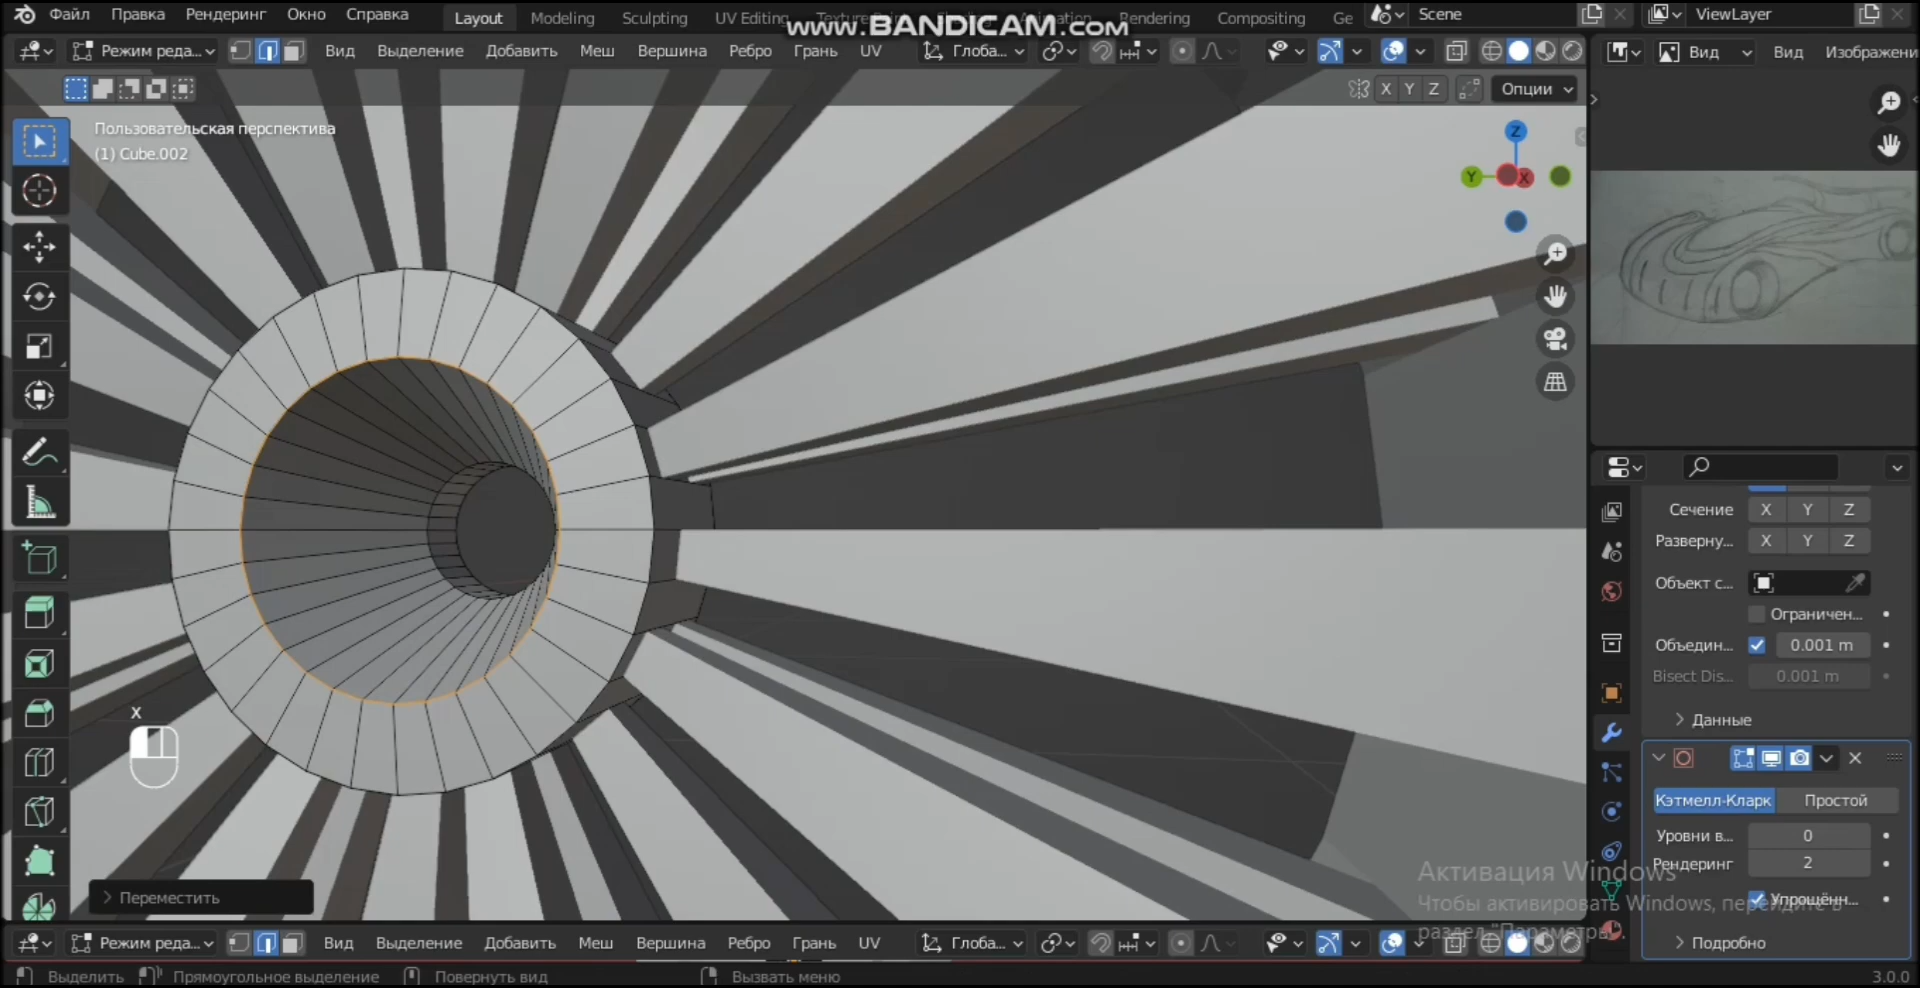 Файл Правка Рендеринг Окно Справка Layout Modeling Sculpting UV Editing Rendering Compositing Ge Scene ViewLayer
www.BANDICAM.com
Режим реда... Вид Выделение Добавить Меш Вершина Ребро Грань UV Глоба... Вид Вид Изображени
X Y Z Опции
Пользовательская перспектива
(1) Cube.002
Z
Y X
Сечение X Y Z
Разверну... X Y Z
Объект с...
Ограничен...
Объедин... 0.001 m
Bisect Dis... 0.001 m
Данные
x
Кэтмелл-Кларк Простой
Уровни в... 0
Рендеринг 2
Упрощённ...
Подробно
Активация Windows
Чтобы активировать Windows, перейдите в
раздел "Параметры".
Переместить
Режим реда... Вид Выделение Добавить Меш Вершина Ребро Грань UV Глоба...
Выделить Прямоугольное выделение Повернуть вид Вызвать меню 3.0.0